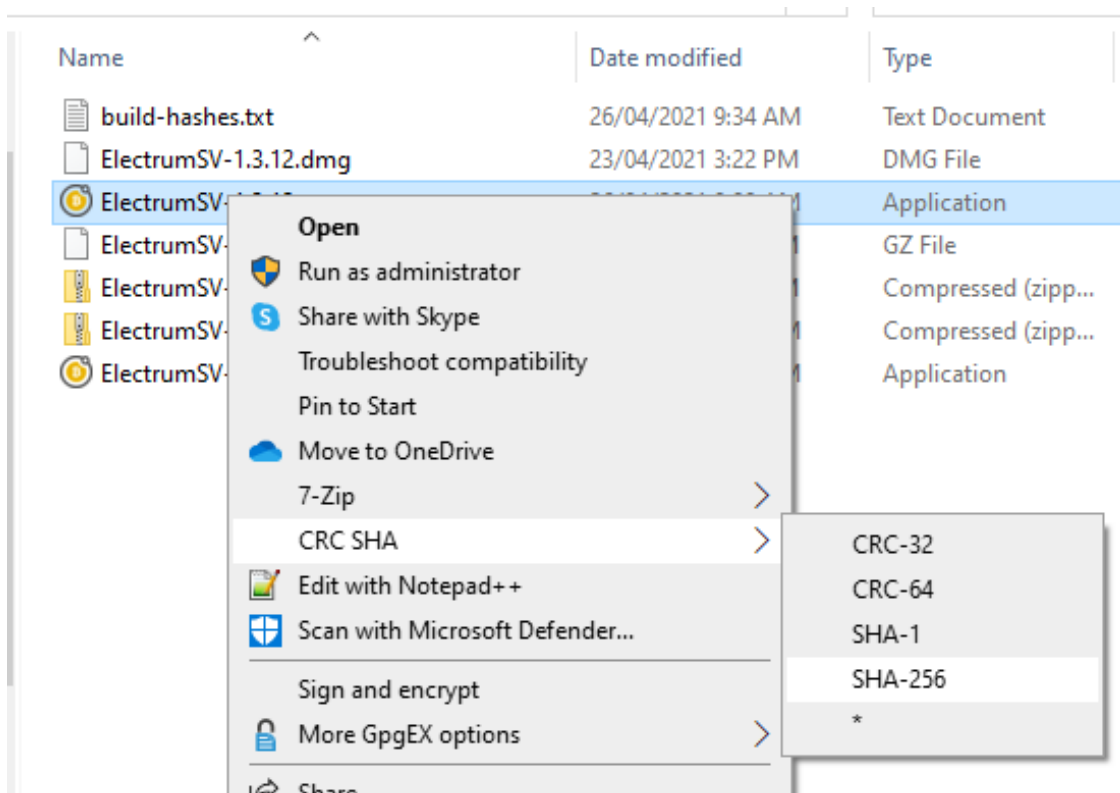 Name Date modified Type
build-hashes.txt 26/04/2021 9:34 AM Text Document
ElectrumSV-1.3.12.dmg 23/04/2021 3:22 PM DMG File
ElectrumSV- Application
ElectrumSV- GZ File
ElectrumSV- Compressed (zipp...
ElectrumSV- Compressed (zipp...
ElectrumSV- Application
Open
Run as administrator
Share with Skype
Troubleshoot compatibility
Pin to Start
Move to OneDrive
7-Zip
CRC SHA
Edit with Notepad++
Scan with Microsoft Defender...
Sign and encrypt
More GpgEX options
Share
CRC-32
CRC-64
SHA-1
SHA-256
*